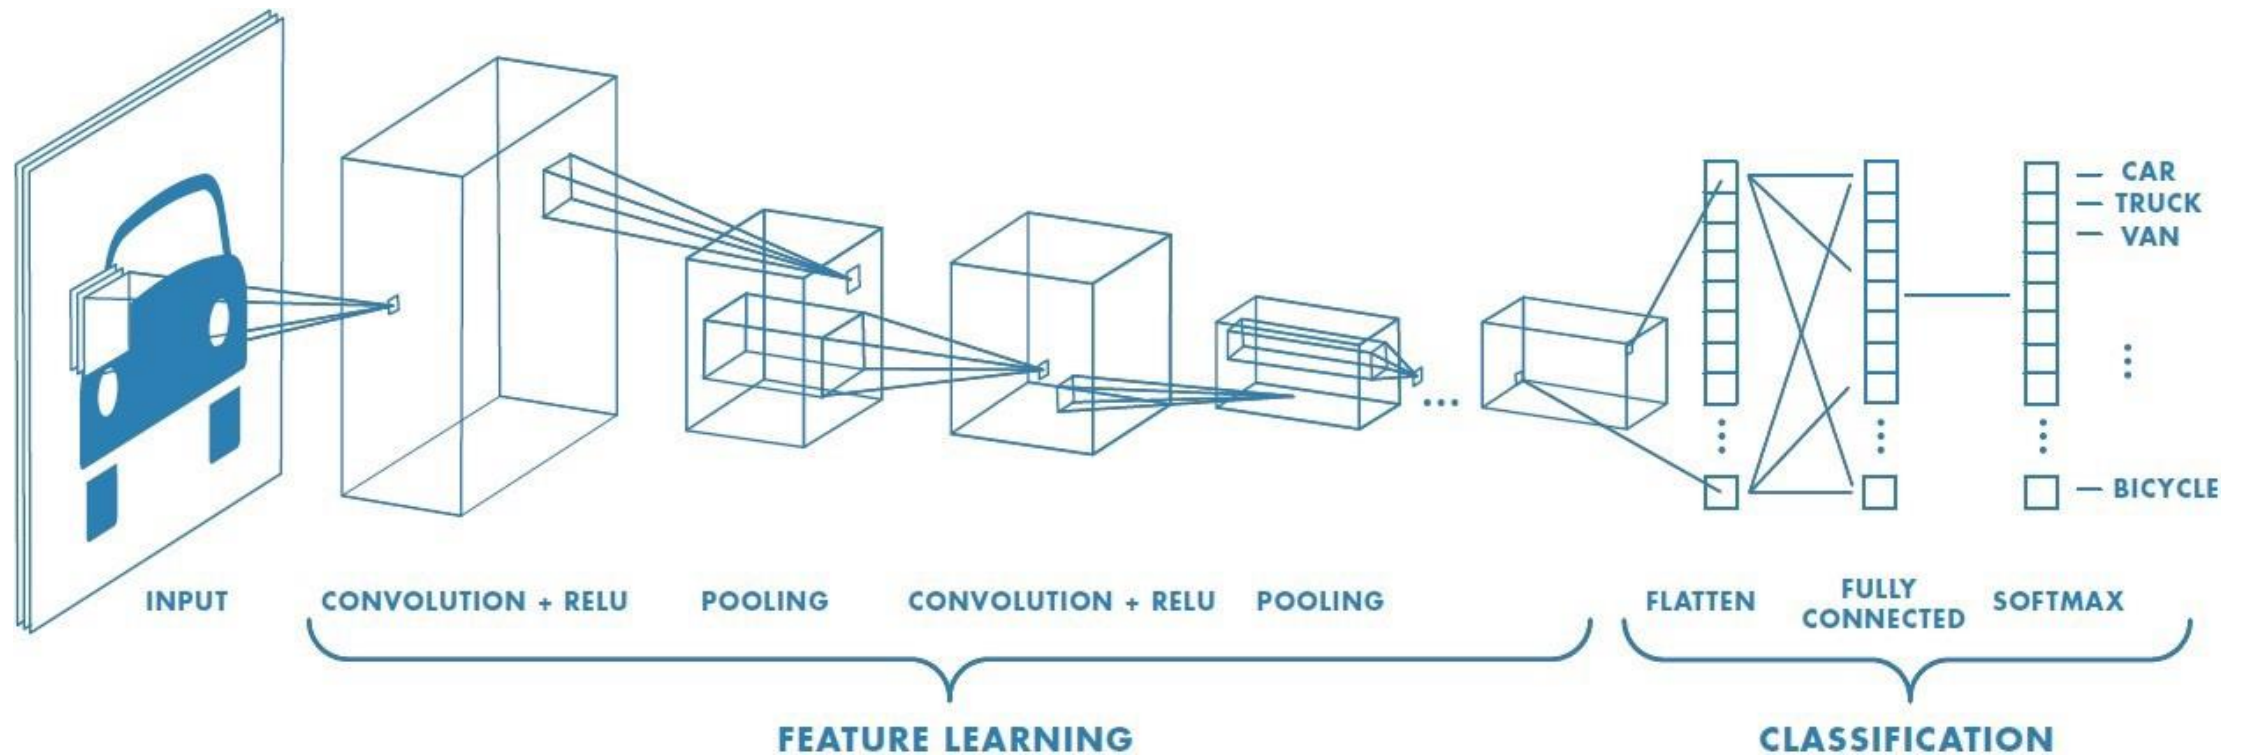 CAR
TRUCK
VAN
BICYCLE
INPUT
CONVOLUTION + RELU
POOLING
CONVOLUTION + RELU
POOLING
FLATTEN
FULLY
CONNECTED
SOFTMAX
FEATURE LEARNING
CLASSIFICATION